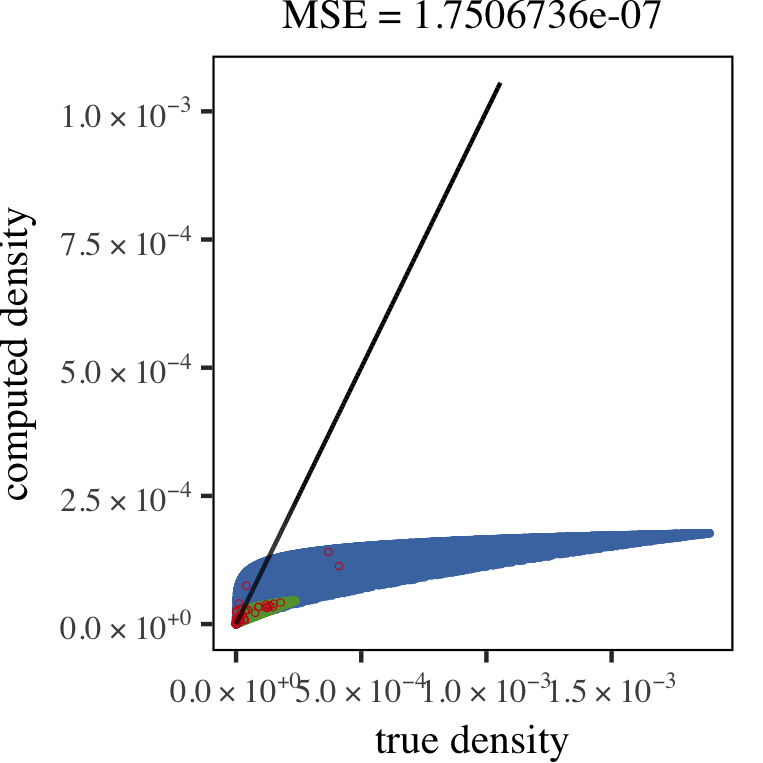 MSE = 1.7506736e-07
computed density
1.0 × 10⁻³
7.5 × 10⁻⁴
5.0 × 10⁻⁴
2.5 × 10⁻⁴
0.0 × 10⁺⁰
0.0 × 10⁺⁰ 5.0 × 10⁻⁴ 1.0 × 10⁻³ 1.5 × 10⁻³
true density